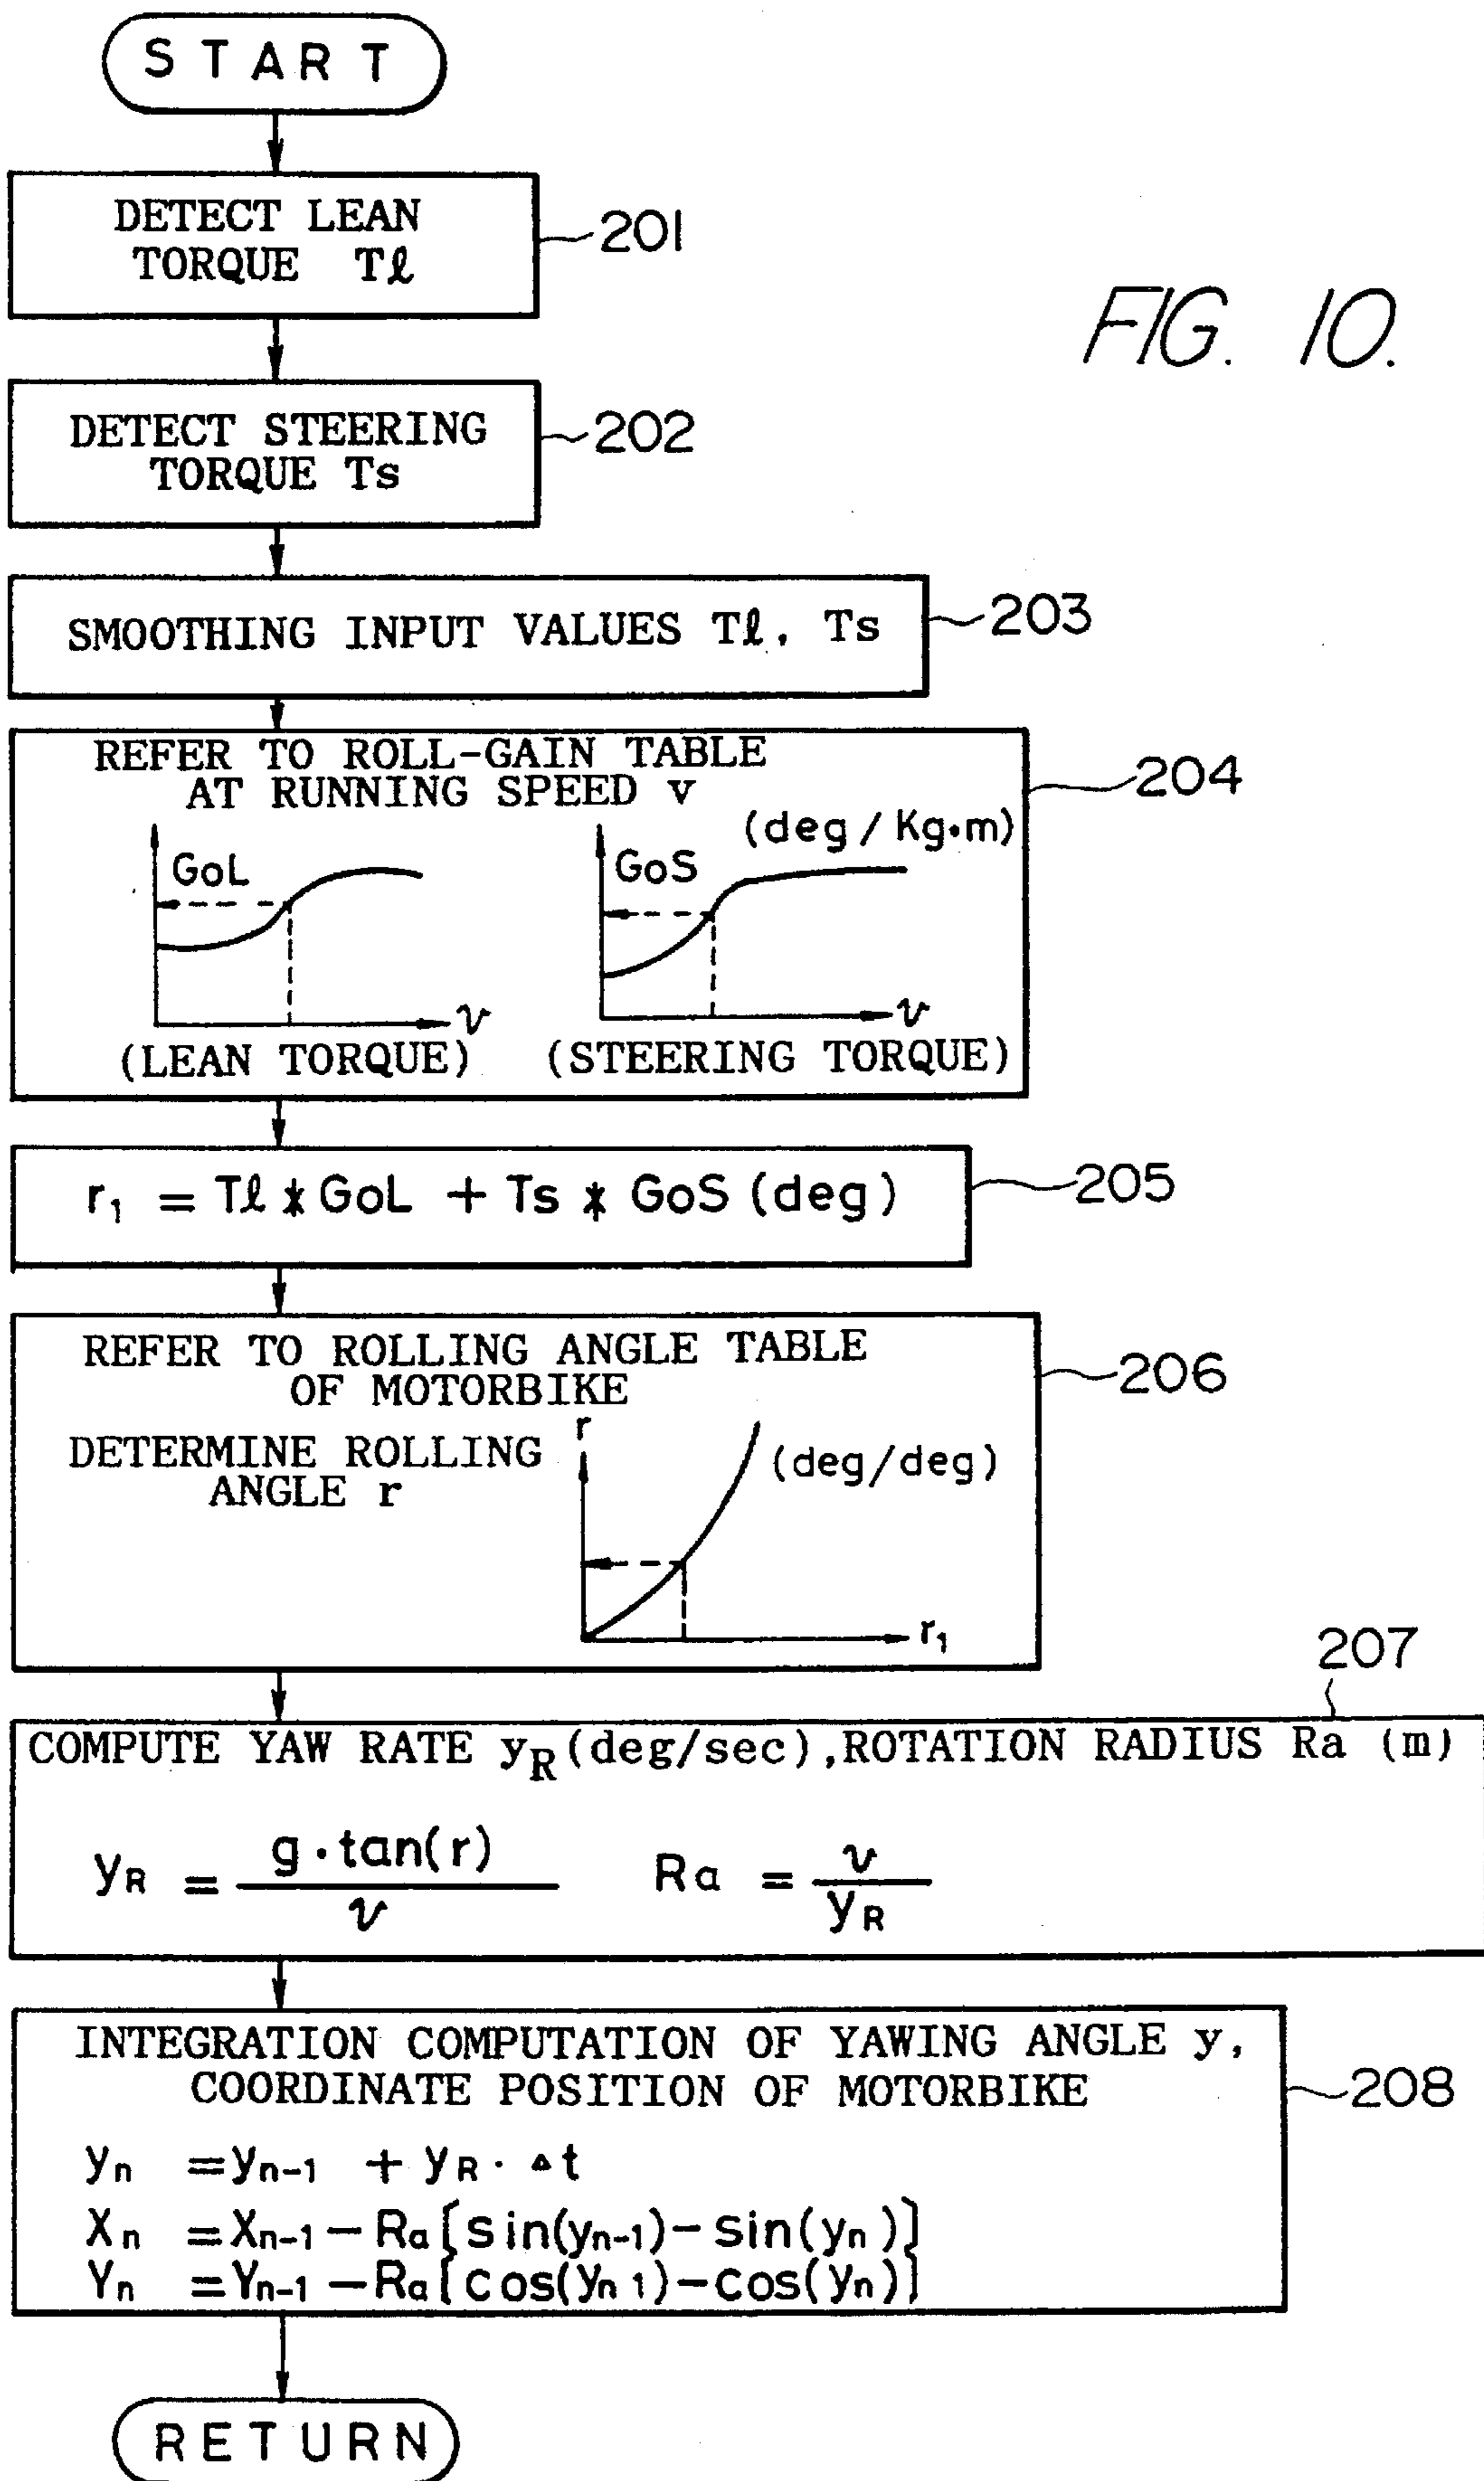 START
DETECT LEAN
TORQUE Tℓ
201
FIG. 10.
DETECT STEERING
TORQUE Ts
202
SMOOTHING INPUT VALUES Tℓ, Ts
203
REFER TO ROLL-GAIN TABLE
AT RUNNING SPEED v
204
(deg/Kg·m)
GoL
GoS
v
v
(LEAN TORQUE)
(STEERING TORQUE)
r₁ = Tℓ * GoL + Ts * GoS (deg)
205
REFER TO ROLLING ANGLE TABLE
OF MOTORBIKE
206
DETERMINE ROLLING
ANGLE r
r
(deg/deg)
r₁
207
COMPUTE YAW RATE y_R (deg/sec), ROTATION RADIUS Ra (m)
y_R = g·tan(r) / v
Ra = v / y_R
INTEGRATION COMPUTATION OF YAWING ANGLE y,
COORDINATE POSITION OF MOTORBIKE
208
yₙ = yₙ₋₁ + y_R · Δt
Xₙ = Xₙ₋₁ − Ra{sin(yₙ₋₁) − sin(yₙ)}
Yₙ = Yₙ₋₁ − Ra{cos(yₙ ₁) − cos(yₙ)}
RETURN